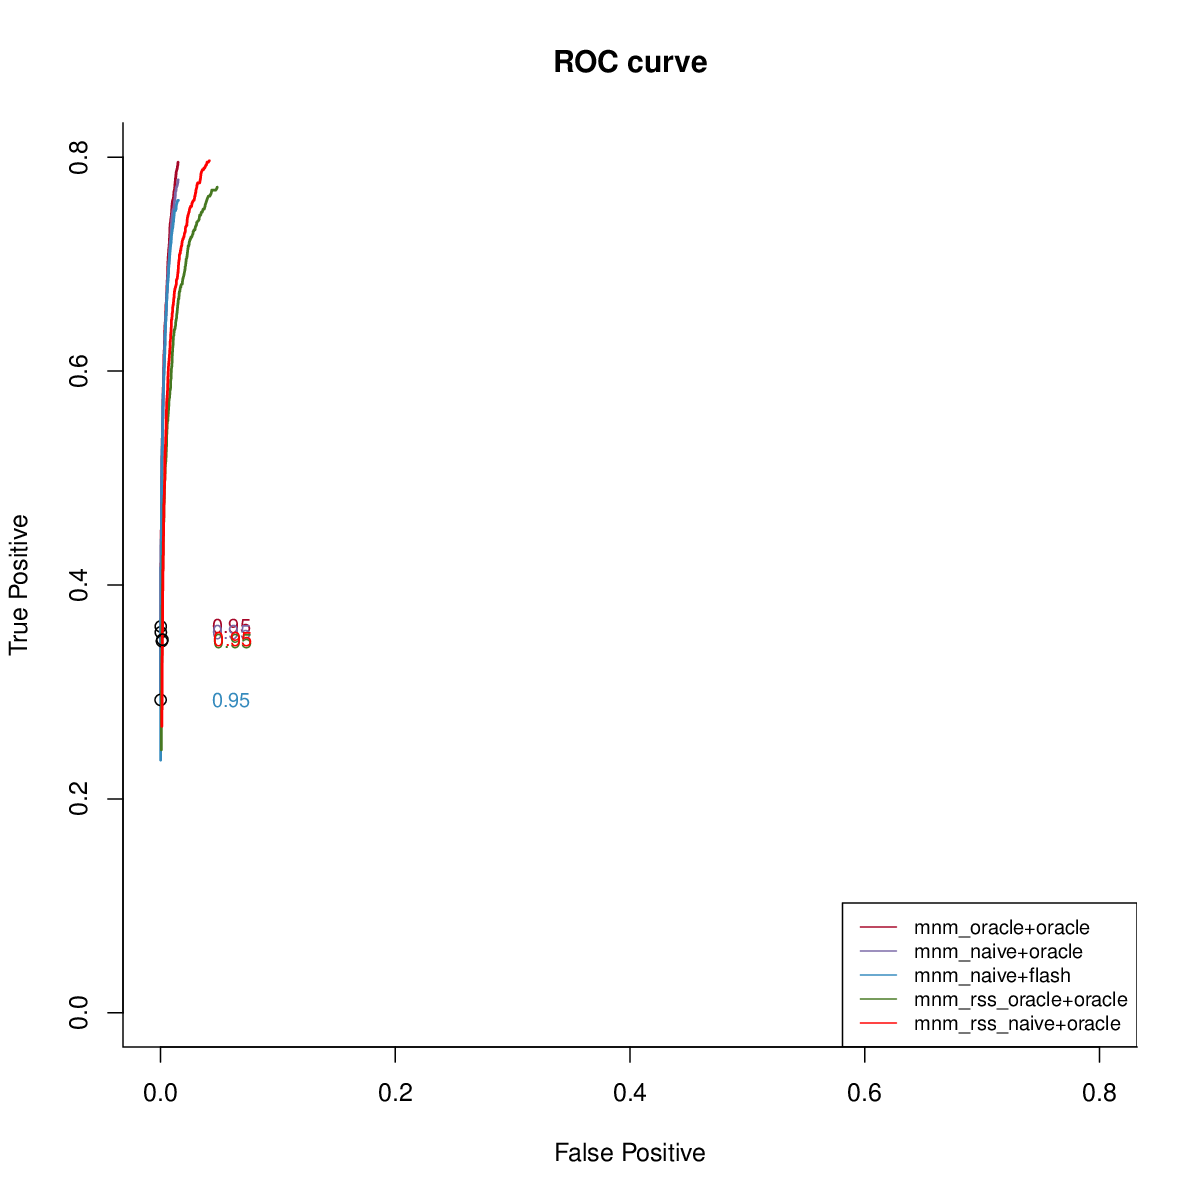 ROC curve
True Positive
0.8
0.6
0.4
0.2
0.0
0.95
0.95
0.95
0.95
mnm_oracle+oracle
mnm_naive+oracle
mnm_naive+flash
mnm_rss_oracle+oracle
mnm_rss_naive+oracle
0.0 0.2 0.4 0.6 0.8
False Positive